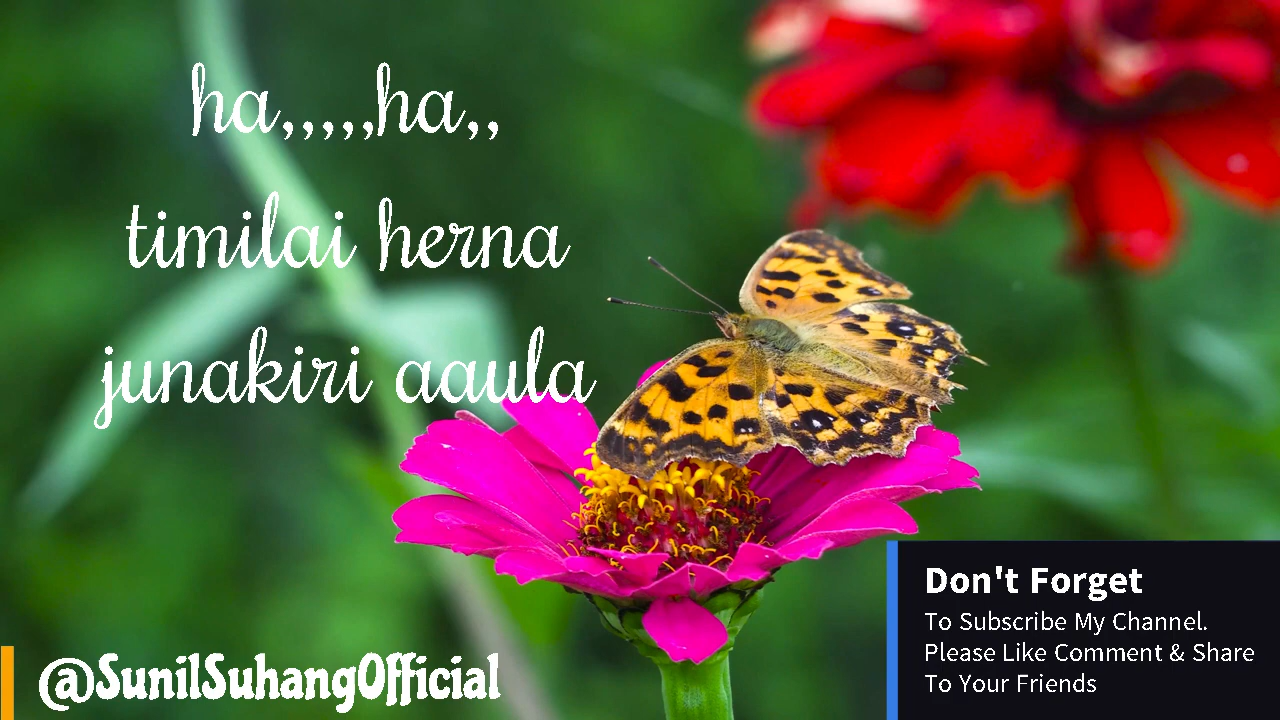 ha,,,,,ha,,
timilai herna
junakiri aaula
@SunilSuhangOfficial
Don't Forget
To Subscribe My Channel.
Please Like Comment & Share
To Your Friends